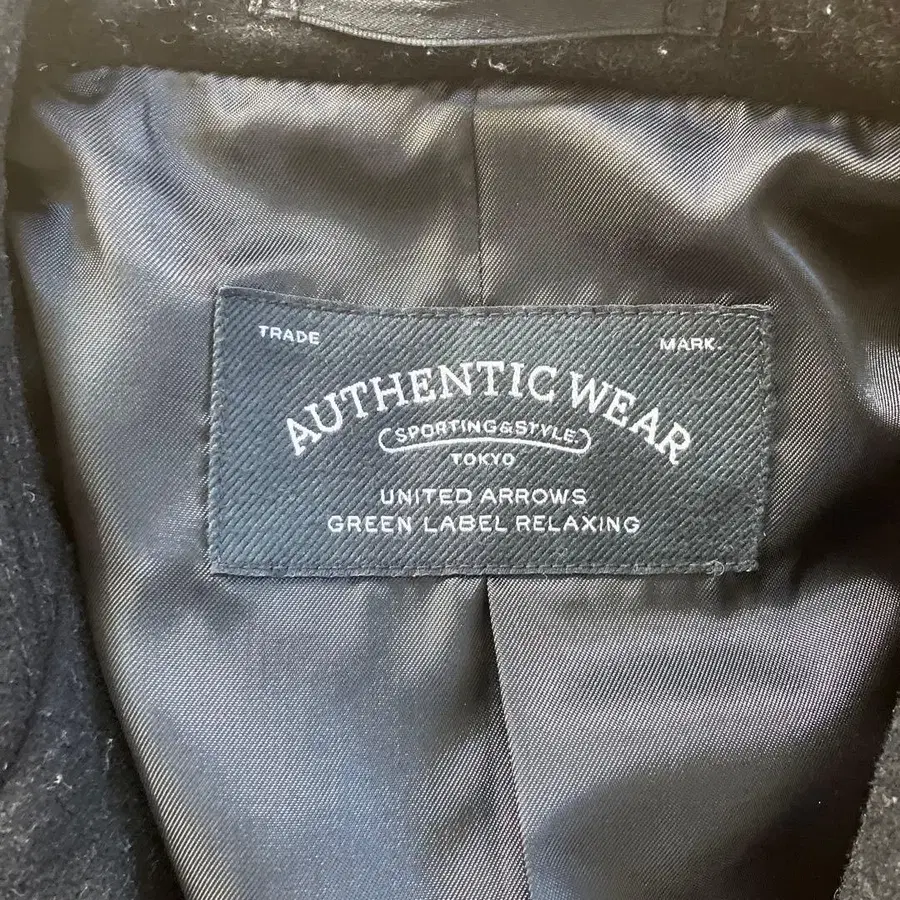 TRADE MARK.
AUTHENTIC WEAR
SPORTING&STYLE.
TOKYO
UNITED ARROWS
GREEN LABEL RELAXING